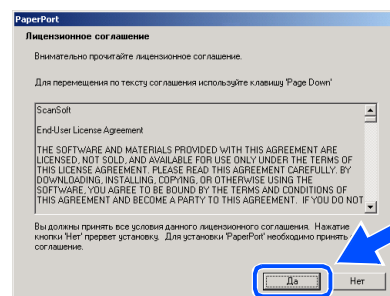 PaperPort
Лицензионное соглашение
Внимательно прочитайте лицензионное соглашение.
Для перемещения по тексту соглашения используйте клавишу 'Page Down'
ScanSoft
End-User License Agreement
THE SOFTWARE AND MATERIALS PROVIDED WITH THIS AGREEMENT ARE
LICENSED, NOT SOLD, AND AVAILABLE FOR USE ONLY UNDER THE TERMS OF
THIS LICENSE AGREEMENT. PLEASE READ THIS AGREEMENT CAREFULLY. BY
DOWNLOADING, INSTALLING, COPYING, OR OTHERWISE USING THE
SOFTWARE, YOU AGREE TO BE BOUND BY THE TERMS AND CONDITIONS OF
THIS AGREEMENT AND BECOME A PARTY TO THIS AGREEMENT. IF YOU DO NOT
Вы должны принять все условия данного лицензионного соглашения. Нажатие
кнопки 'Нет' прервет установку. Для установки 'PaperPort' необходимо принять
соглашение.
Да
Нет